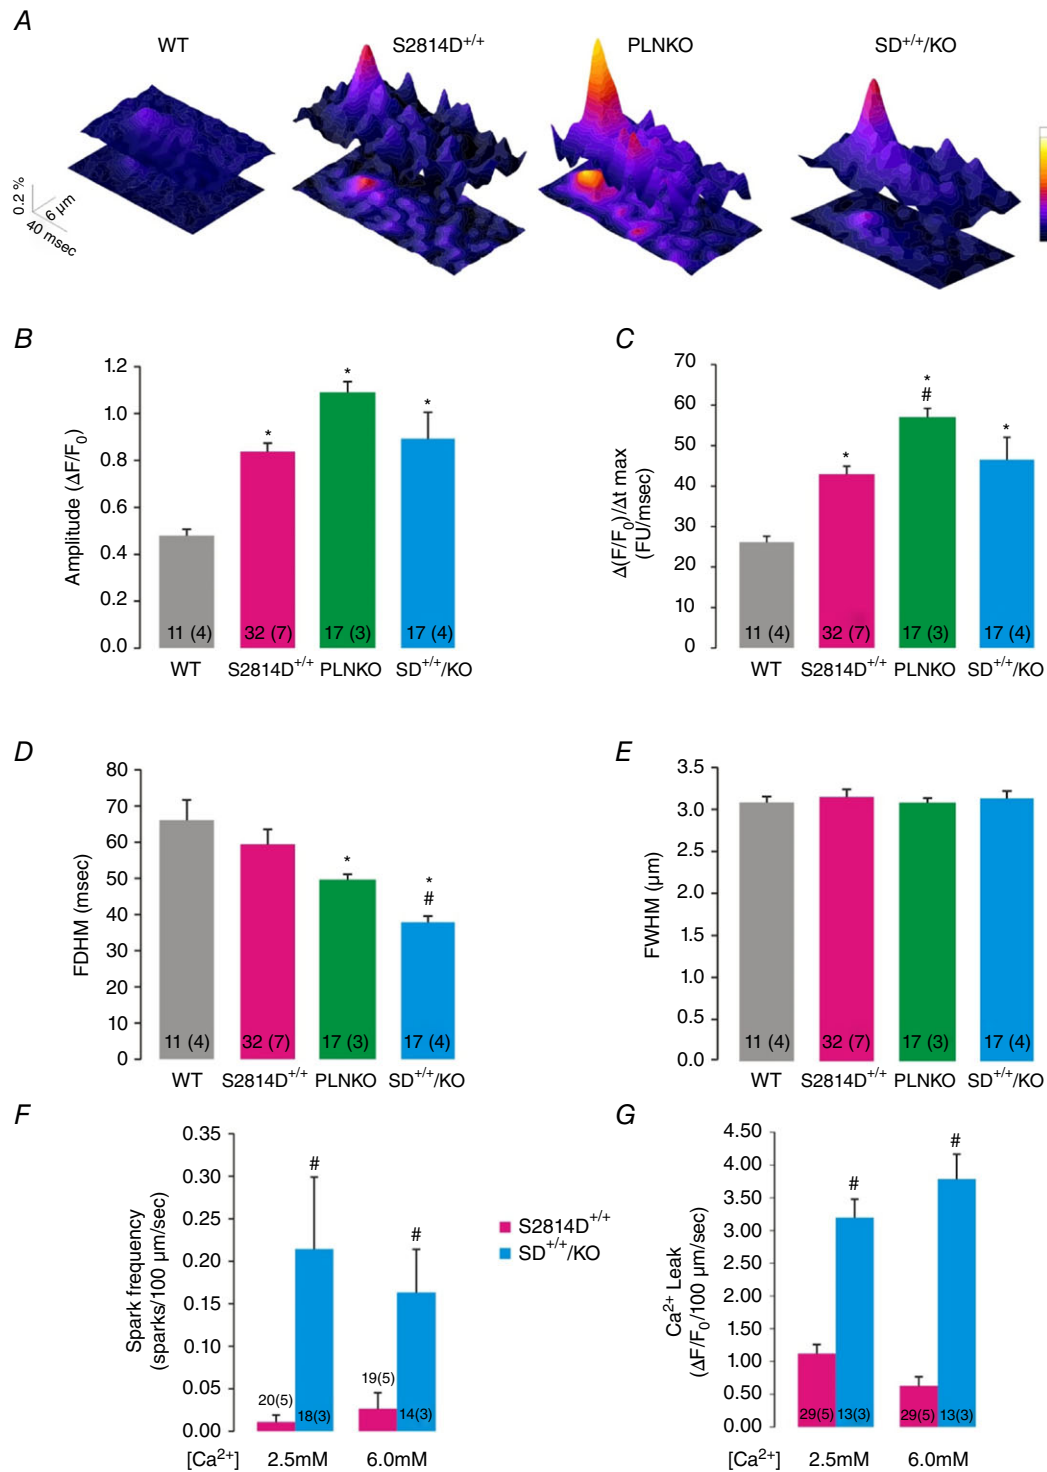 A
WT
S2814D+/+
PLNKO
SD+/+/KO
0.2 %
6 µm
40 msec
B
Amplitude (ΔF/F0)
1.2
1.0
0.8
0.6
0.4
0.2
0.0
*
*
*
11 (4)
32 (7)
17 (3)
17 (4)
WT
S2814D+/+
PLNKO
SD+/+/KO
C
Δ(F/F0)/Δt max
(FU/msec)
70
60
50
40
30
20
10
0
*
*
#
*
11 (4)
32 (7)
17 (3)
17 (4)
WT
S2814D+/+
PLNKO
SD+/+/KO
D
FDHM (msec)
80
70
60
50
40
30
20
10
0
*
*
#
11 (4)
32 (7)
17 (3)
17 (4)
WT
S2814D+/+
PLNKO
SD+/+/KO
E
FWHM (µm)
3.5
3.0
2.5
2.0
1.5
1.0
0.5
0.0
11 (4)
32 (7)
17 (3)
17 (4)
WT
S2814D+/+
PLNKO
SD+/+/KO
F
Spark frequency
(sparks/100 µm/sec)
0.35
0.30
0.25
0.20
0.15
0.10
0.05
0.00
#
#
20(5)
18(3)
19(5)
14(3)
[Ca2+]
2.5mM
6.0mM
S2814D+/+
SD+/+/KO
G
Ca2+ Leak
(ΔF/F0/100 µm/sec)
4.50
4.00
3.50
3.00
2.50
2.00
1.50
1.00
0.50
0.00
#
#
29(5)
13(3)
29(5)
13(3)
[Ca2+]
2.5mM
6.0mM